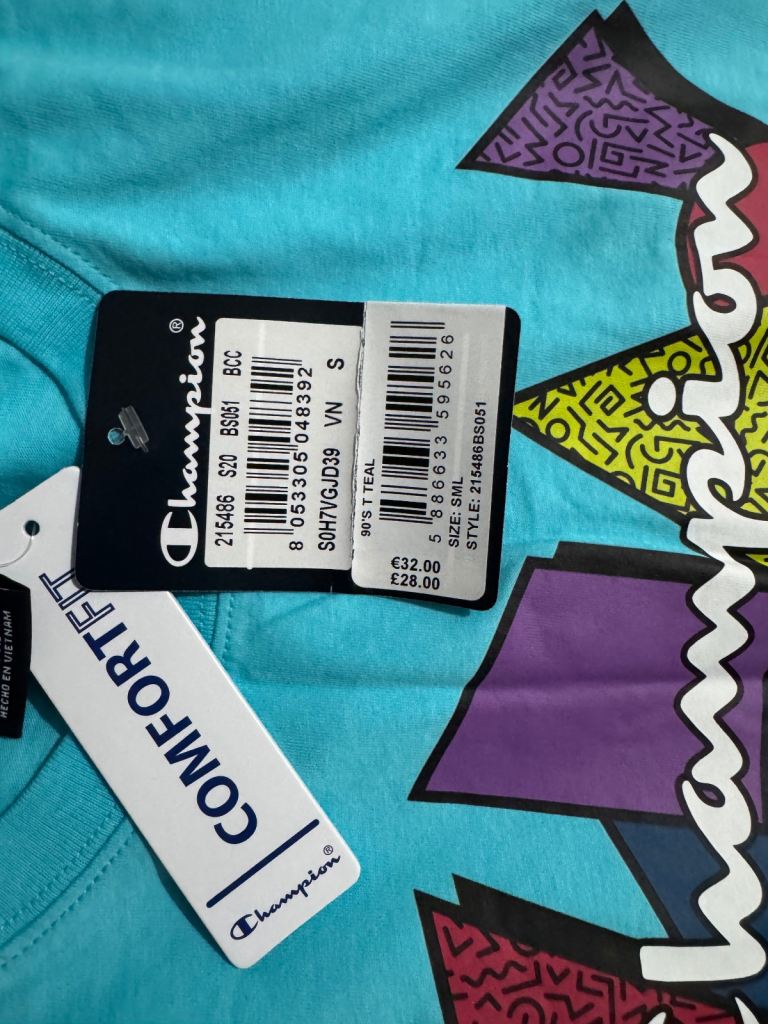 Champion®
215486 S20 BS051 BCC
8 053305 048392
S0H7VGJD39 VN S
90'S T TEAL
5 886633 595626
SIZE: SML
STYLE: 215486BS051
€32.00
£28.00
COMFORTFIT
Champion®
HECHO EN VIETNAM
Champion